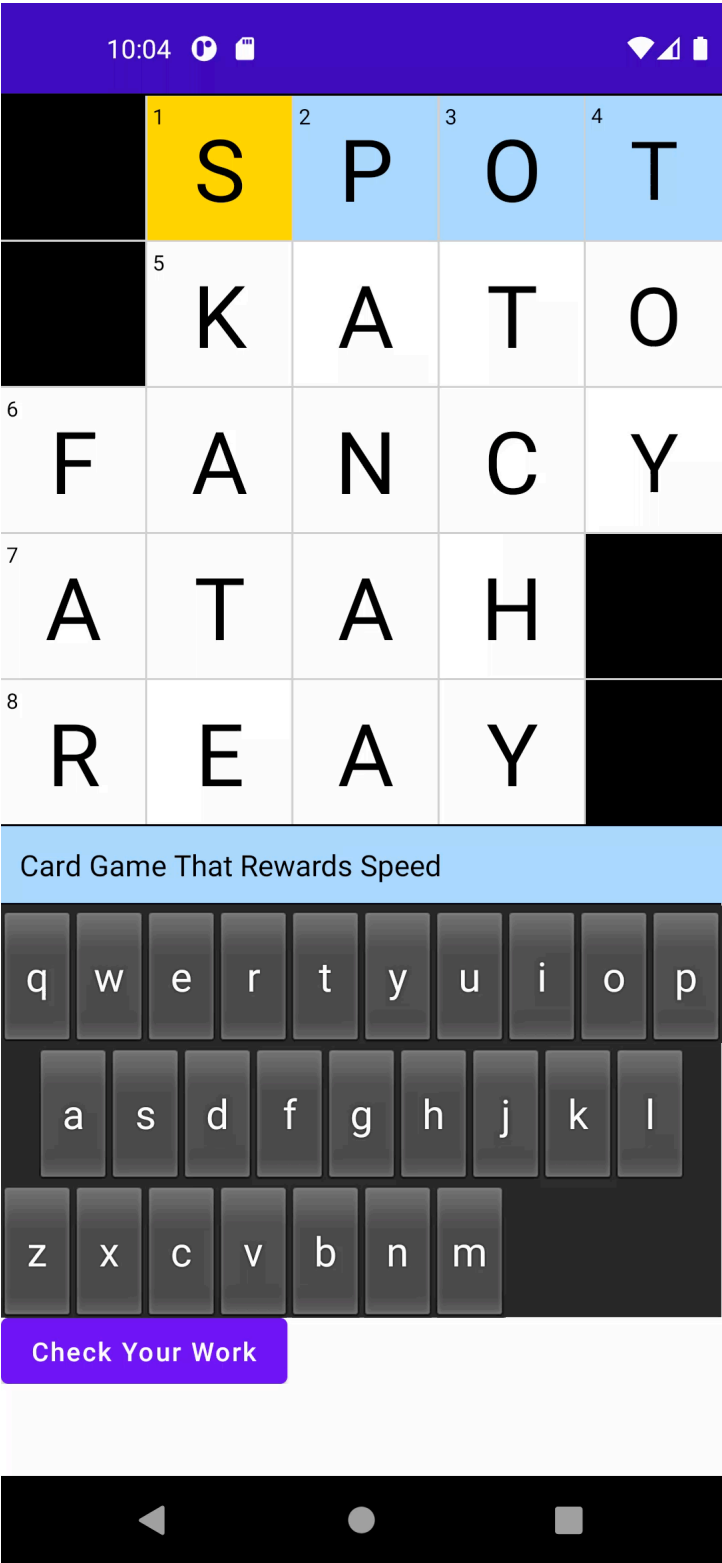 10:04
1 S 2 P 3 O 4 T
5 K A T O
6 F A N C Y
7 A T A H
8 R E A Y
Card Game That Rewards Speed
q w e r t y u i o p
a s d f g h j k l
z x c v b n m
Check Your Work